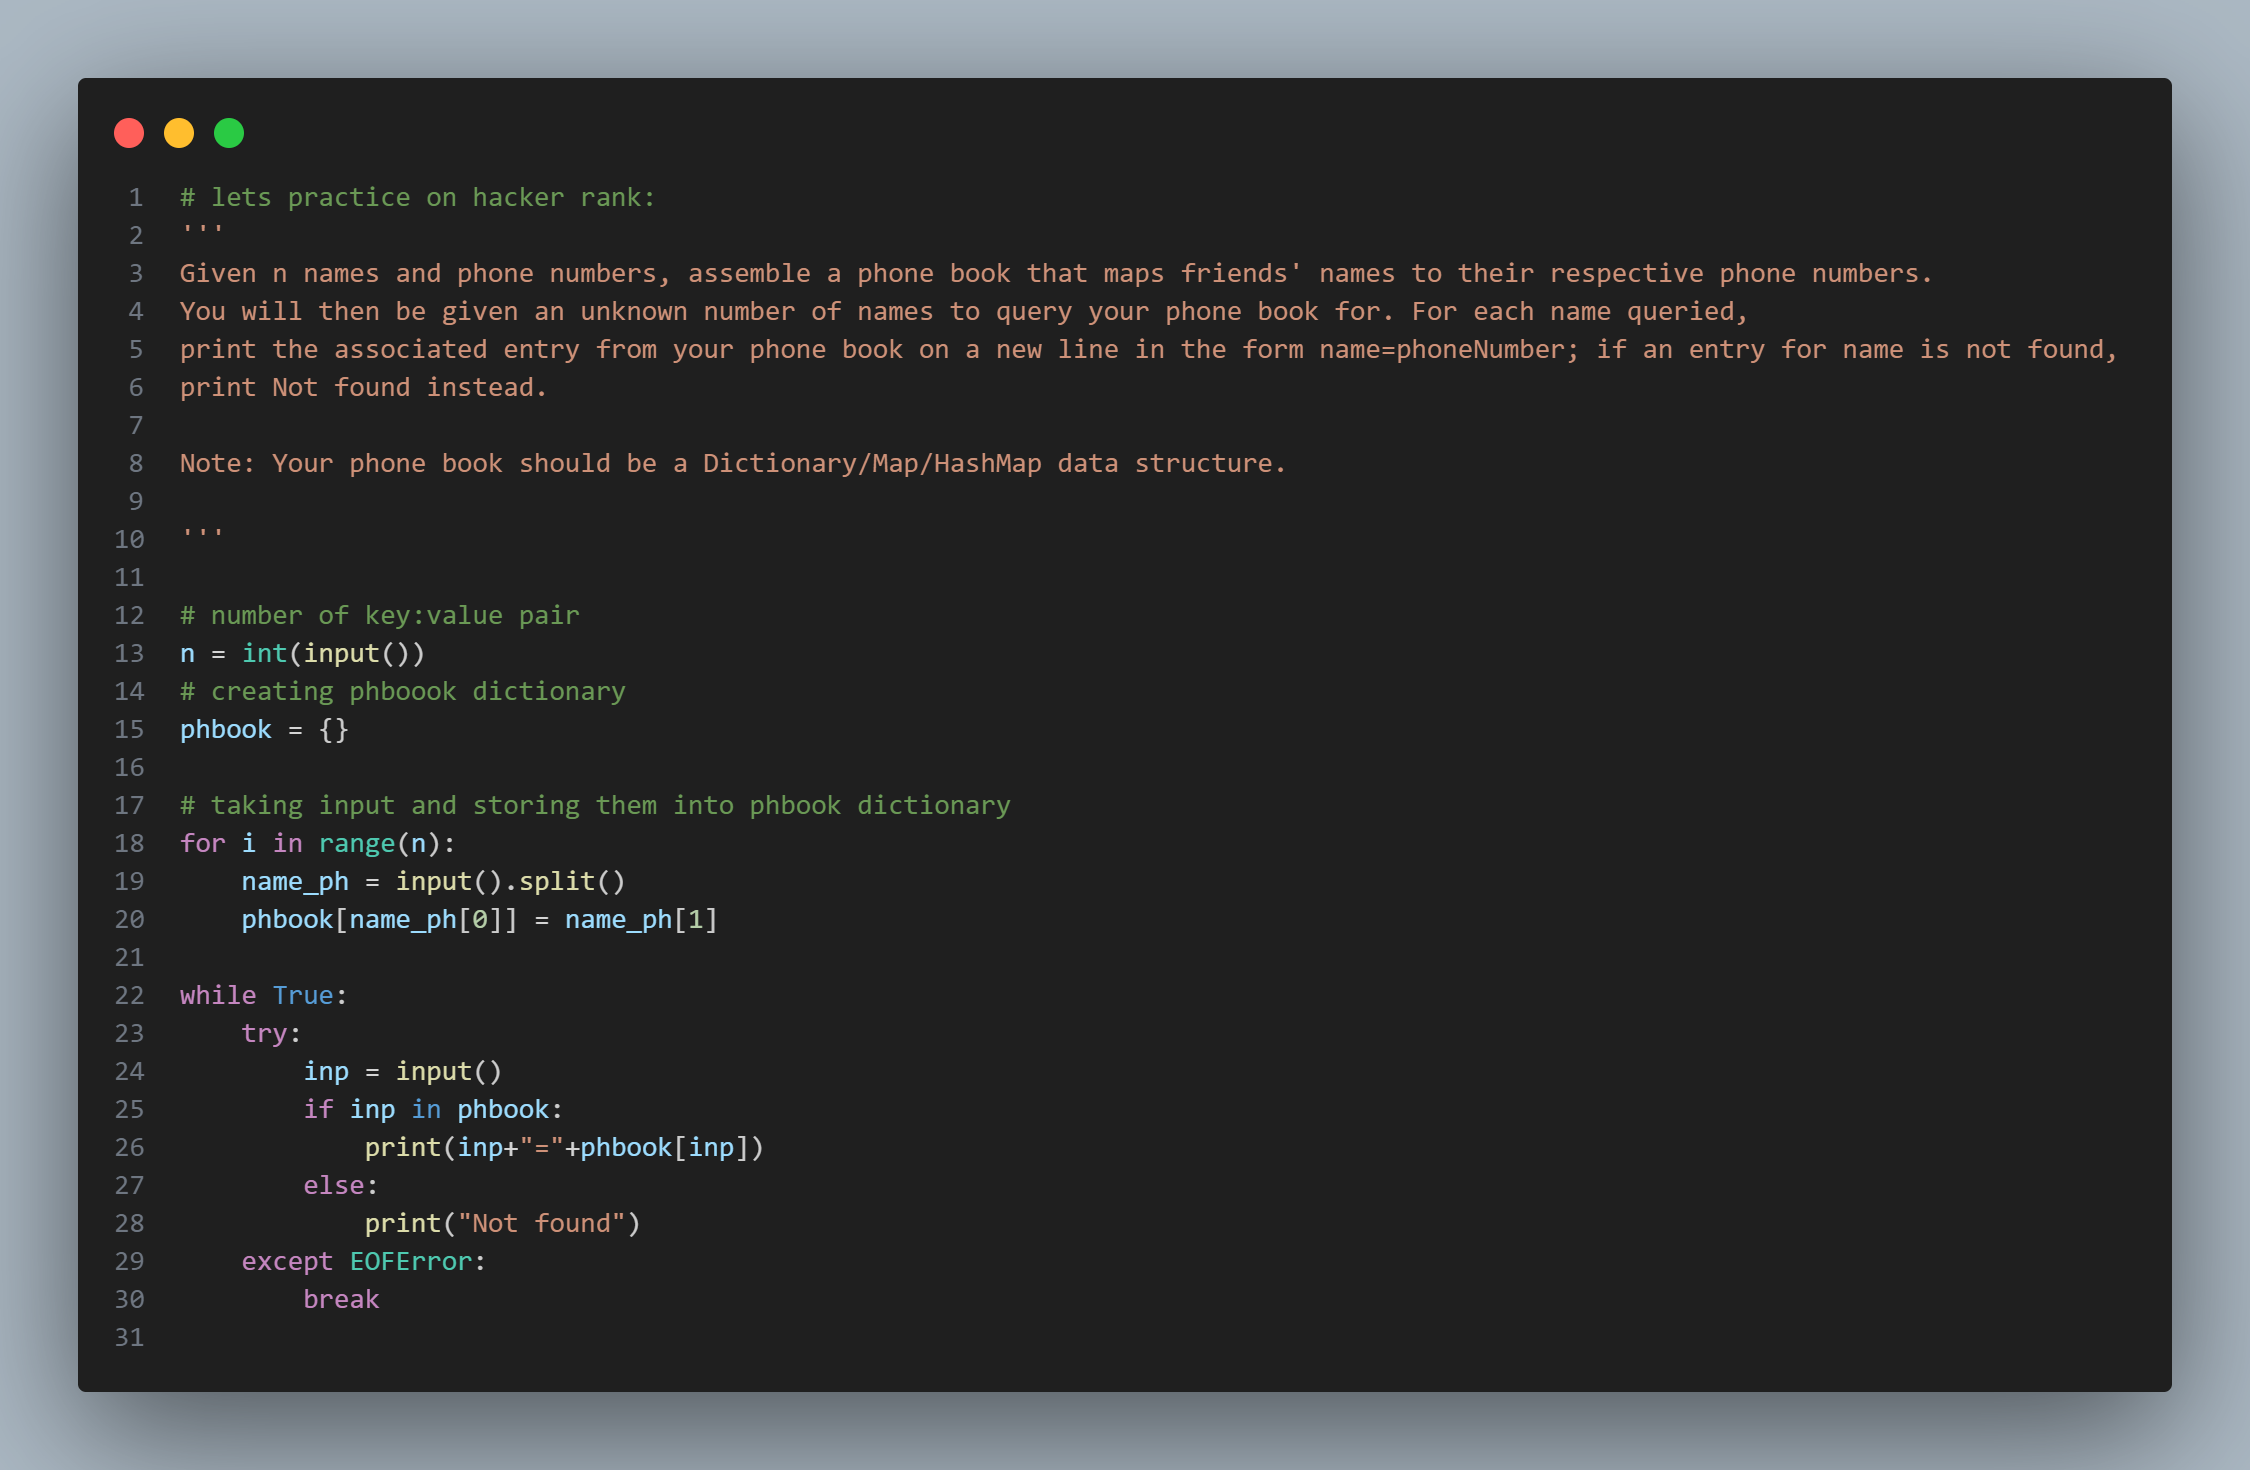 1 # lets practice on hacker rank:
2 '''
3 Given n names and phone numbers, assemble a phone book that maps friends' names to their respective phone numbers.
4 You will then be given an unknown number of names to query your phone book for. For each name queried,
5 print the associated entry from your phone book on a new line in the form name=phoneNumber; if an entry for name is not found,
6 print Not found instead.
7
8 Note: Your phone book should be a Dictionary/Map/HashMap data structure.
9
10 '''
11
12 # number of key:value pair
13 n = int(input())
14 # creating phboook dictionary
15 phbook = {}
16
17 # taking input and storing them into phbook dictionary
18 for i in range(n):
19     name_ph = input().split()
20     phbook[name_ph[0]] = name_ph[1]
21
22 while True:
23     try:
24         inp = input()
25         if inp in phbook:
26             print(inp+"="+phbook[inp])
27         else:
28             print("Not found")
29     except EOFError:
30         break
31